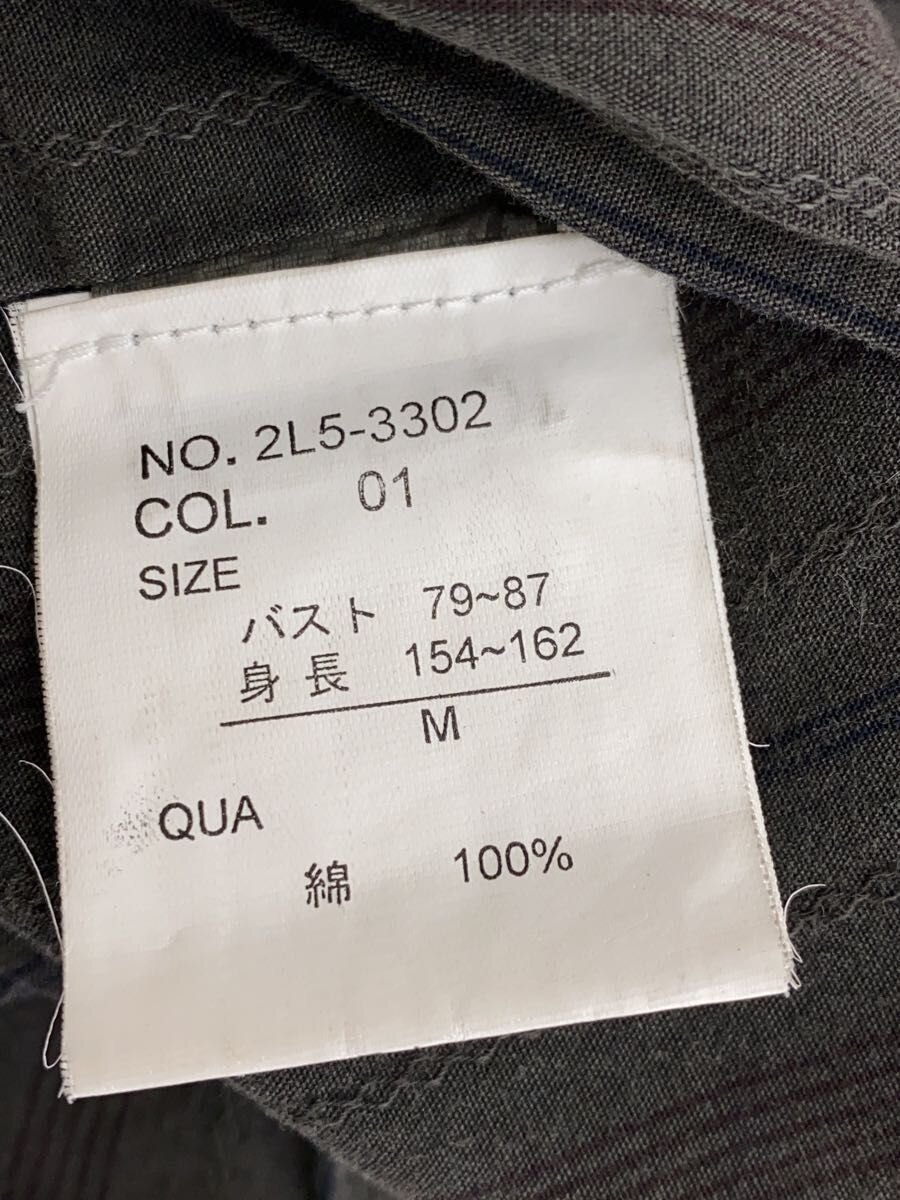 NO. 2L5-3302
COL. 01
SIZE
バスト 79~87
身長 154~162
M
QUA
綿 100%